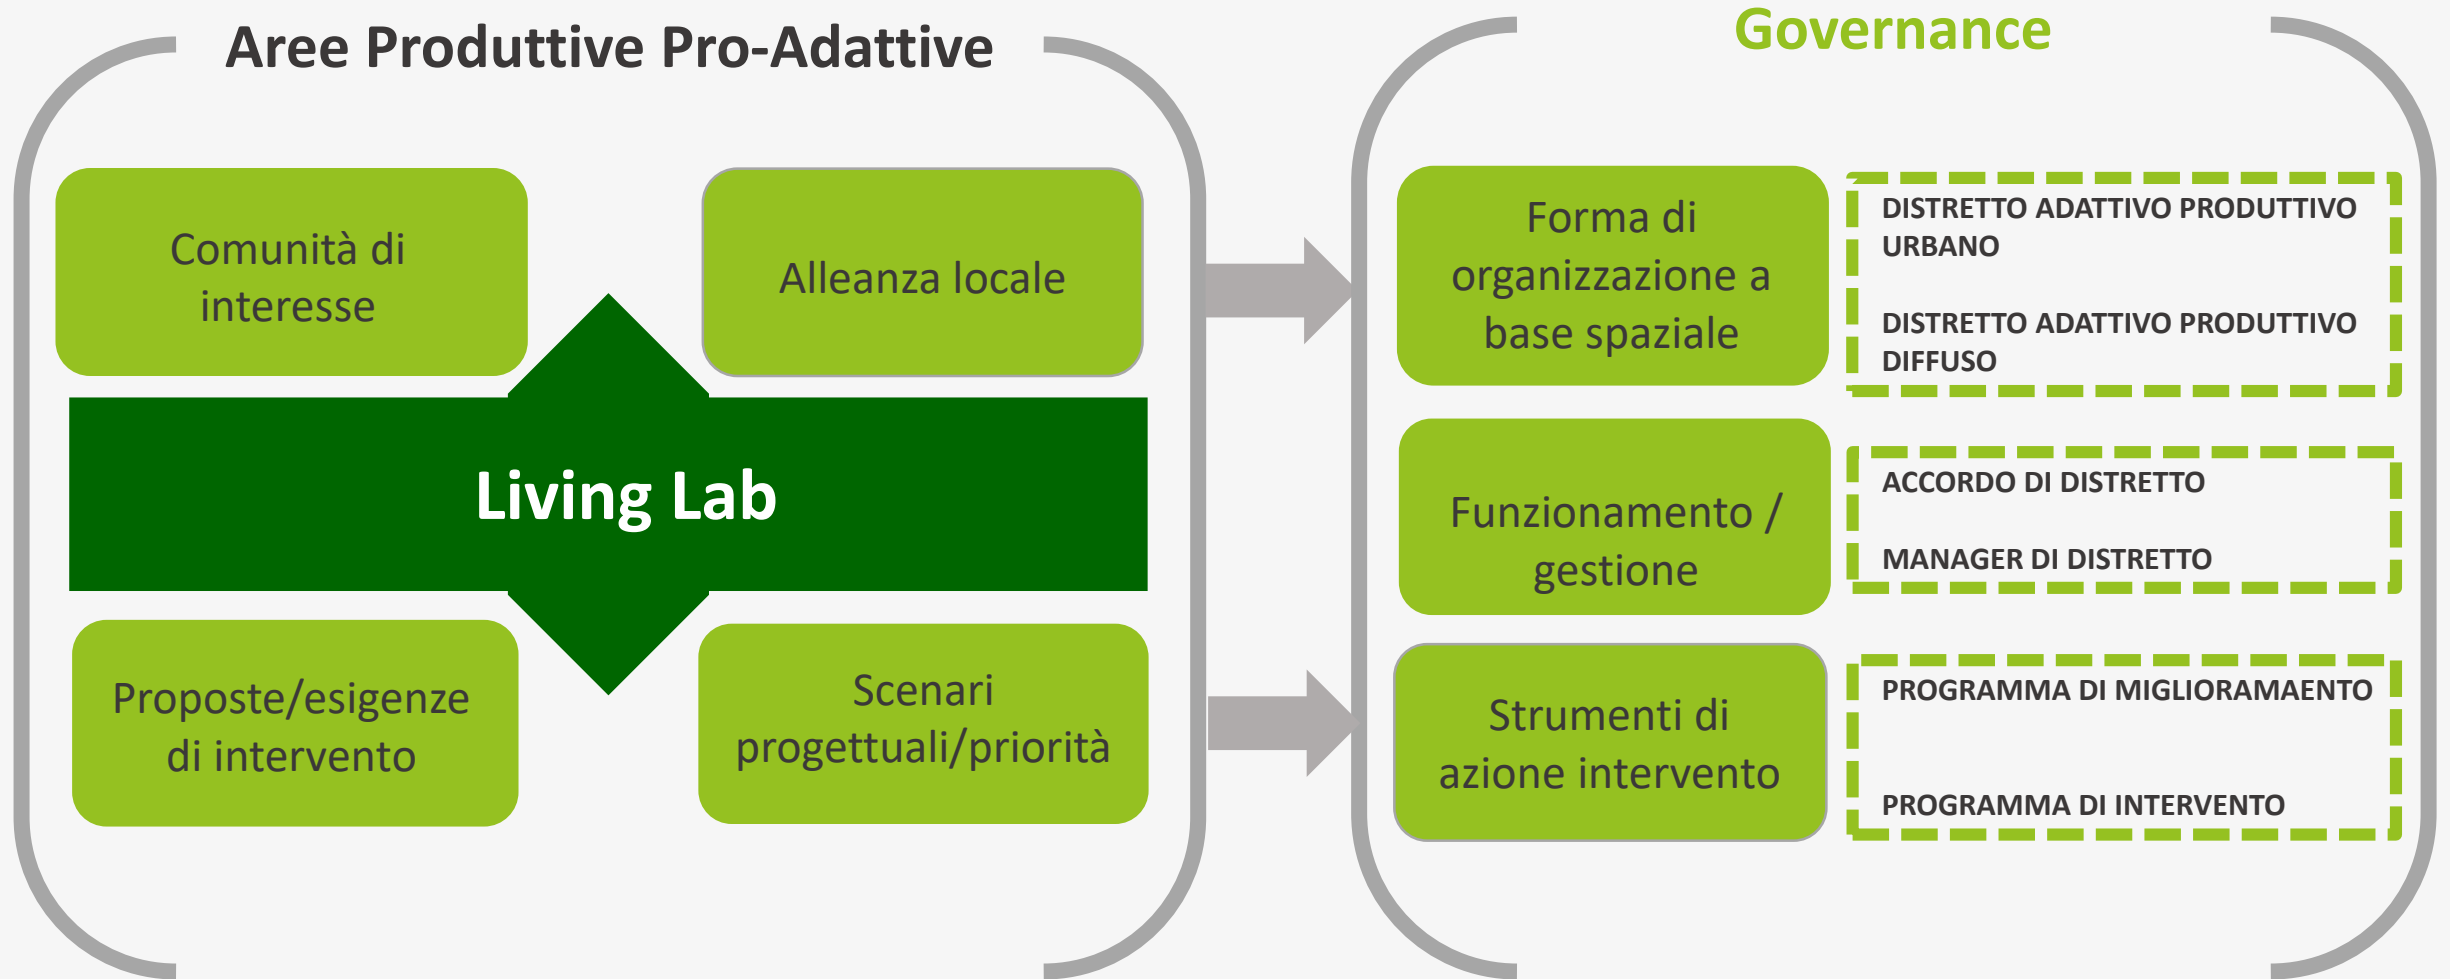 Aree Produttive Pro-Adattive
Comunità di
interesse
Alleanza locale
Living Lab
Proposte/esigenze
di intervento
Scenari
progettuali/priorità
Governance
Forma di
organizzazione a
base spaziale
DISTRETTO ADATTIVO PRODUTTIVO
URBANO
DISTRETTO ADATTIVO PRODUTTIVO
DIFFUSO
Funzionamento /
gestione
ACCORDO DI DISTRETTO
MANAGER DI DISTRETTO
Strumenti di
azione intervento
PROGRAMMA DI MIGLIORAMAENTO
PROGRAMMA DI INTERVENTO